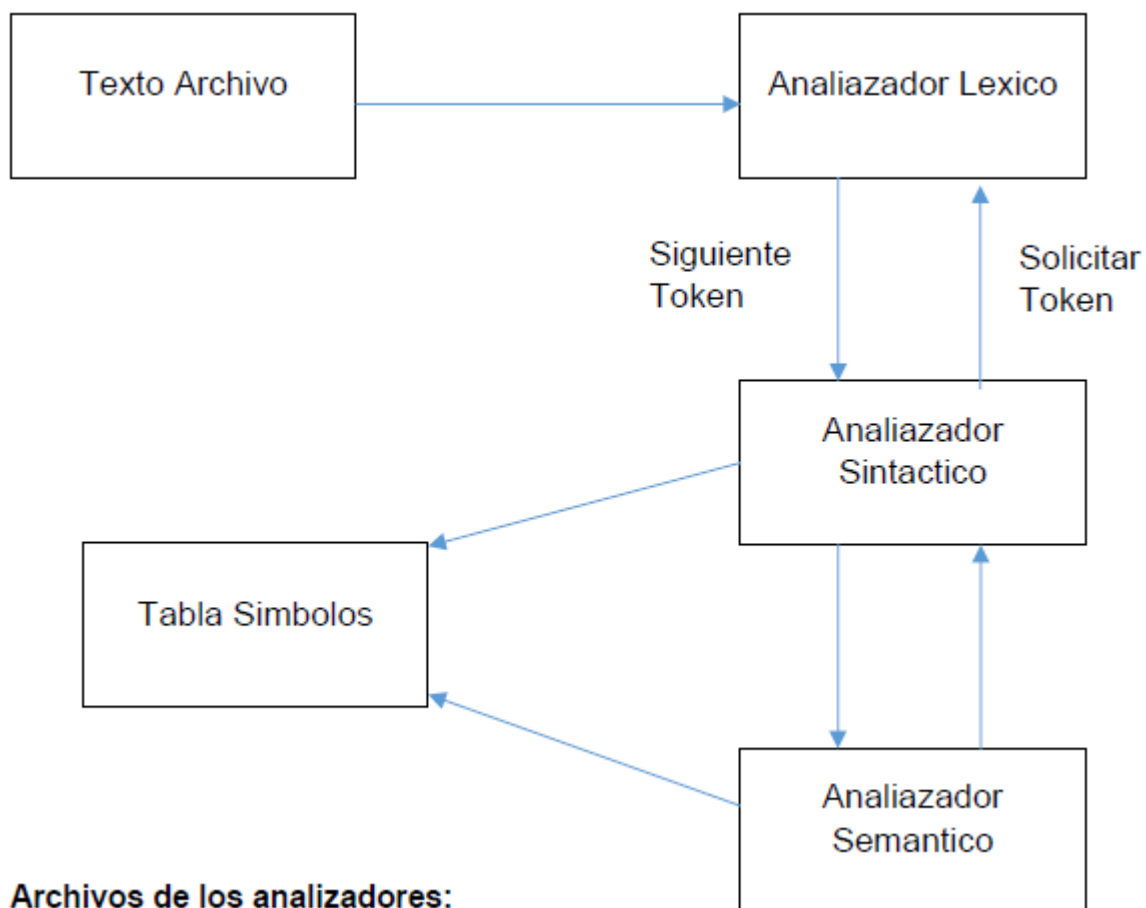 Texto Archivo
Analiazador Lexico
Siguiente
Token
Solicitar
Token
Analiazador
Sintactico
Tabla Simbolos
Analiazador
Semantico
Archivos de los analizadores: